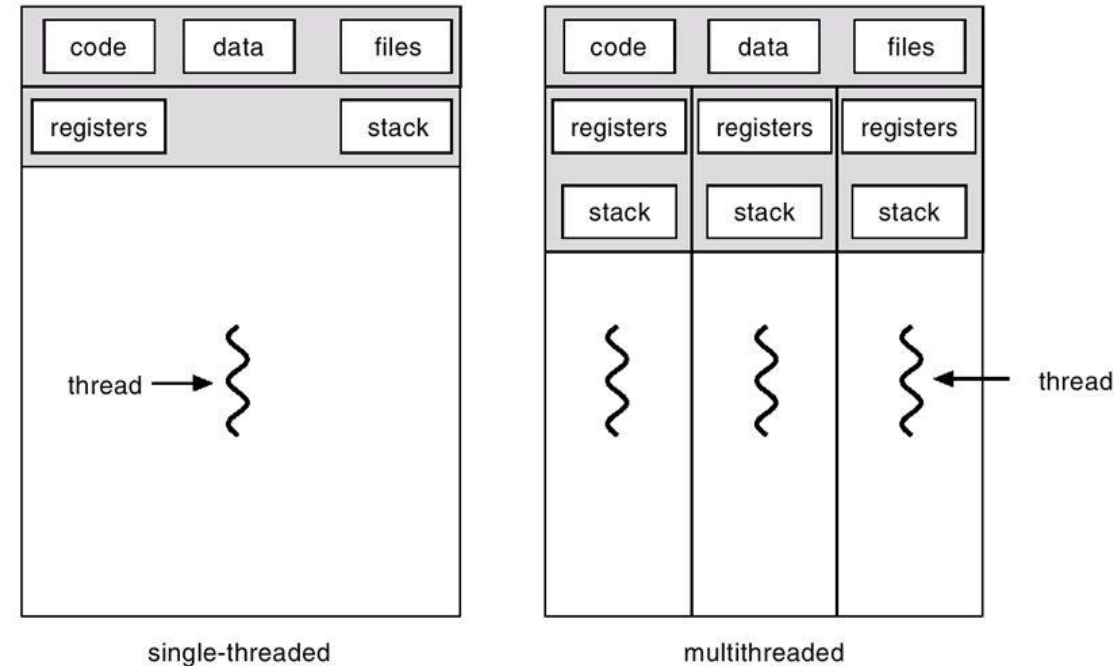 code data files
registers stack
thread
single-threaded
code data files
registers registers registers
stack stack stack
thread
multithreaded